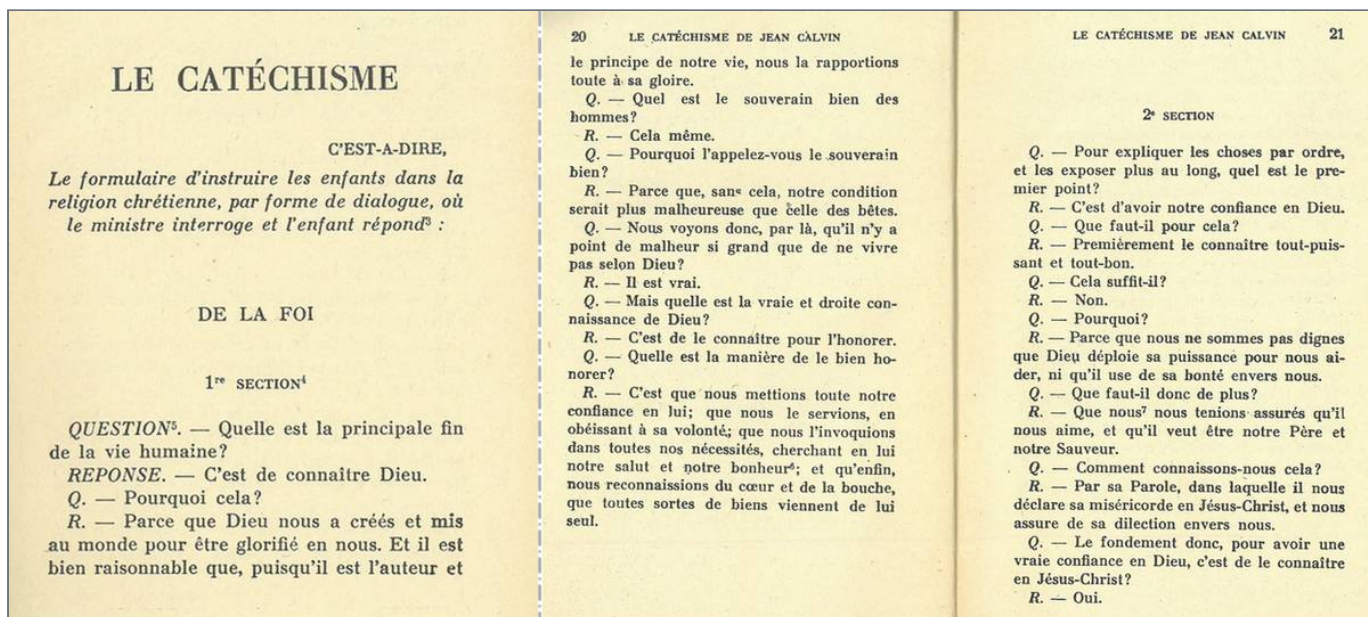 LE CATÉCHISME
C'EST-A-DIRE,
Le formulaire d'instruire les enfants dans la
religion chrétienne, par forme de dialogue, où
le ministre interroge et l'enfant répond³ :
DE LA FOI
1re SECTION⁴
QUESTION⁵. — Quelle est la principale fin
de la vie humaine?
REPONSE. — C'est de connaître Dieu.
Q. — Pourquoi cela?
R. — Parce que Dieu nous a créés et mis
au monde pour être glorifié en nous. Et il est
bien raisonnable que, puisqu'il est l'auteur et
20 LE CATÉCHISME DE JEAN CALVIN
le principe de notre vie, nous la rapportions
toute à sa gloire.
Q. — Quel est le souverain bien des
hommes?
R. — Cela même.
Q. — Pourquoi l'appelez-vous le souverain
bien?
R. — Parce que, sans cela, notre condition
serait plus malheureuse que celle des bêtes.
Q. — Nous voyons donc, par là, qu'il n'y a
point de malheur si grand que de ne vivre
pas selon Dieu?
R. — Il est vrai.
Q. — Mais quelle est la vraie et droite con-
naissance de Dieu?
R. — C'est de le connaître pour l'honorer.
Q. — Quelle est la manière de le bien ho-
norer?
R. — C'est que nous mettions toute notre
confiance en lui; que nous le servions, en
obéissant à sa volonté; que nous l'invoquions
dans toutes nos nécessités, cherchant en lui
notre salut et notre bonheur⁶; et qu'enfin,
nous reconnaissions du cœur et de la bouche,
que toutes sortes de biens viennent de lui
seul.
LE CATÉCHISME DE JEAN CALVIN 21
2e SECTION
Q. — Pour expliquer les choses par ordre,
et les exposer plus au long, quel est le pre-
mier point?
R. — C'est d'avoir notre confiance en Dieu.
Q. — Que faut-il pour cela?
R. — Premièrement le connaître tout-puis-
sant et tout-bon.
Q. — Cela suffit-il?
R. — Non.
Q. — Pourquoi?
R. — Parce que nous ne sommes pas dignes
que Dieu déploie sa puissance pour nous ai-
der, ni qu'il use de sa bonté envers nous.
Q. — Que faut-il donc de plus?
R. — Que nous⁷ nous tenions assurés qu'il
nous aime, et qu'il veut être notre Père et
notre Sauveur.
Q. — Comment connaissons-nous cela?
R. — Par sa Parole, dans laquelle il nous
déclare sa miséricorde en Jésus-Christ, et nous
assure de sa dilection envers nous.
Q. — Le fondement donc, pour avoir une
vraie confiance en Dieu, c'est de le connaître
en Jésus-Christ?
R. — Oui.